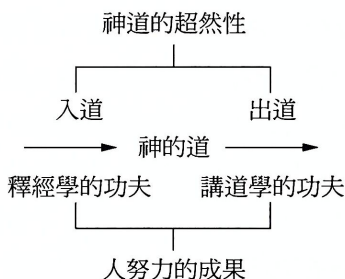 神道的超然性
入道 出道
神的道
釋經學的功夫 講道學的功夫
人努力的成果